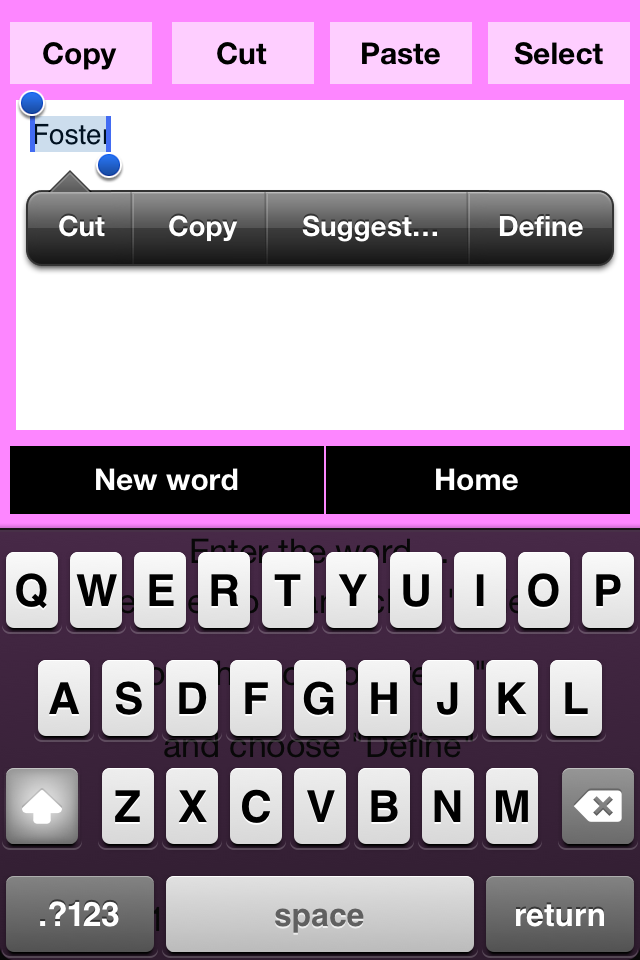 Copy Cut Paste Select
Foster
Cut Copy Suggest... Define
New word Home
Enter the word...
Q W E R T Y U I O P
A S D F G H J K L
and choose "Define"
Z X C V B N M
.?123 space return